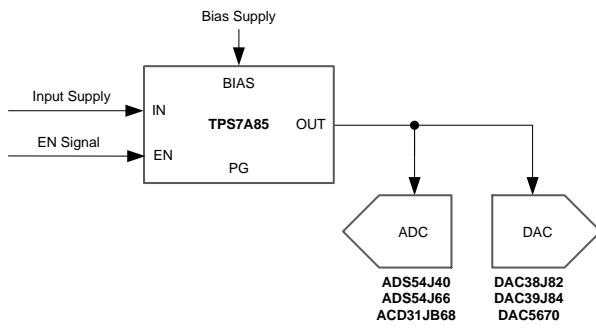 Bias Supply
BIAS
Input Supply
IN
TPS7A85
OUT
EN Signal
EN
PG
ADC
DAC
ADS54J40
DAC38J82
ADS54J66
DAC39J84
ACD31JB68
DAC5670